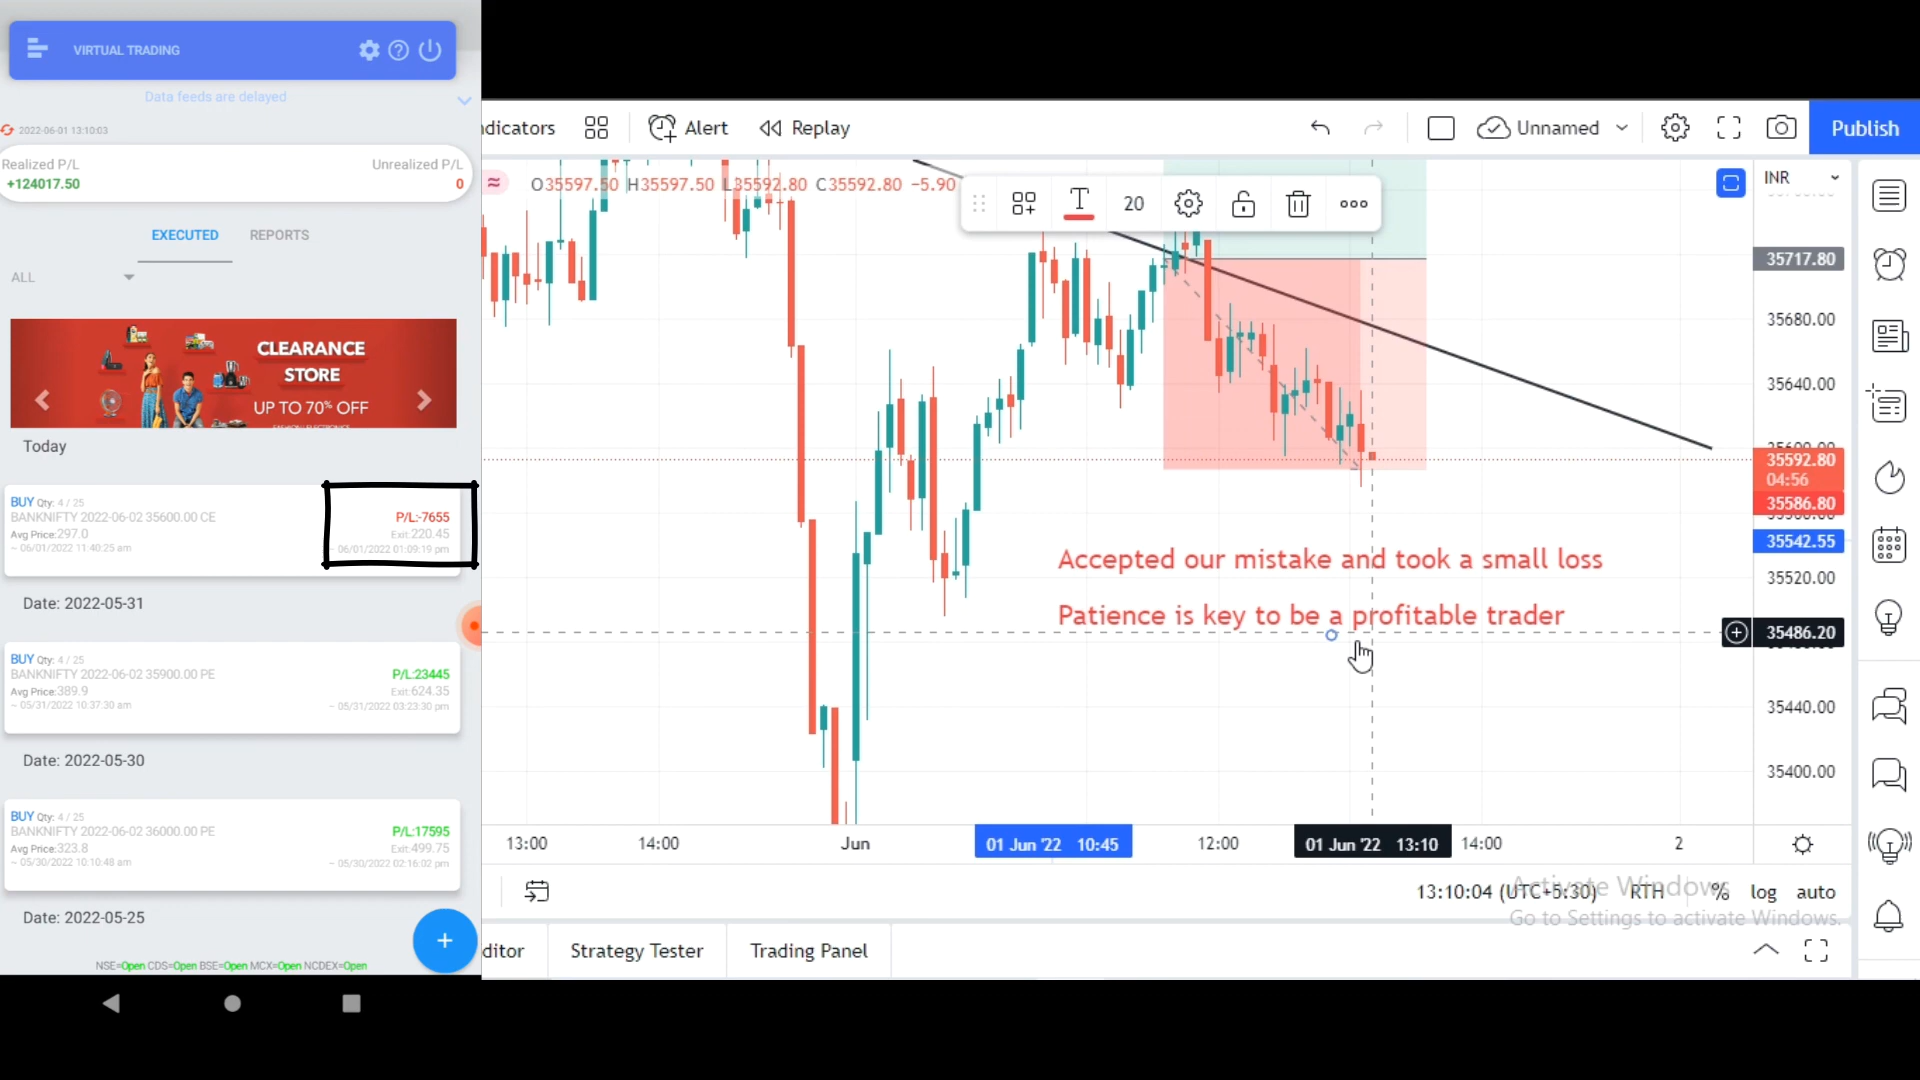 VIRTUAL TRADING
Data feeds are delayed
2022-06-01 13:10:03
Realized P/L
Unrealized P/L
+124017.50
0
EXECUTED
REPORTS
ALL
CLEARANCE
STORE
UP TO 70% OFF
Today
BUY Qty: 4 / 25
BANKNIFTY 2022-06-02 35600.00 CE
Avg Price:297.0
~ 06/01/2022 11:40:25 am
P/L:-7655
Exit:220.45
~ 06/01/2022 01:09:19 pm
Date: 2022-05-31
BUY Qty: 4 / 25
BANKNIFTY 2022-06-02 35900.00 PE
Avg Price:389.9
~ 05/31/2022 10:37:30 am
P/L:23445
Exit:624.35
~ 05/31/2022 03:23:30 pm
Date: 2022-05-30
BUY Qty: 4 / 25
BANKNIFTY 2022-06-02 36000.00 PE
Avg Price:323.8
~ 05/30/2022 10:10:48 am
P/L:17595
Exit:499.75
~ 05/30/2022 02:16:02 pm
Date: 2022-05-25
NSE=Open CDS=Open BSE=Open MCX=Open NCDEX=Open
ndicators
Alert
Replay
Unnamed
Publish
O35597.50 H35597.50 L35592.80 C35592.80 −5.90
20
INR
35717.80
35680.00
35640.00
35600.00
35592.80
04:56
35586.80
35542.55
35520.00
35486.20
35440.00
35400.00
Accepted our mistake and took a small loss
Patience is key to be a profitable trader
13:00
14:00
Jun
01 Jun '22 10:45
12:00
01 Jun '22 13:10
14:00
2
13:10:04 (UTC+5:30)
RTH
%
log
auto
Activate Windows
Go to Settings to activate Windows.
ditor
Strategy Tester
Trading Panel